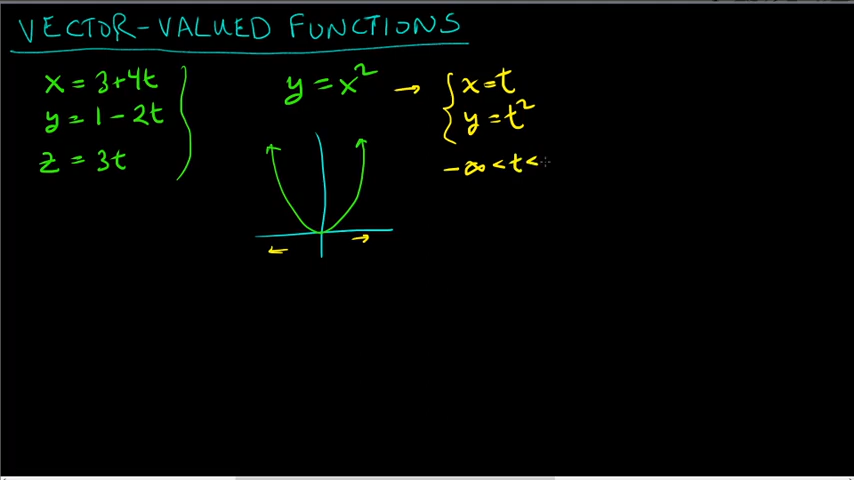 VECTOR-VALUED FUNCTIONS
x = 3+4t
y = 1 - 2t
z = 3t
y = x²
→ { x = t
y = t²
-∞ < t <